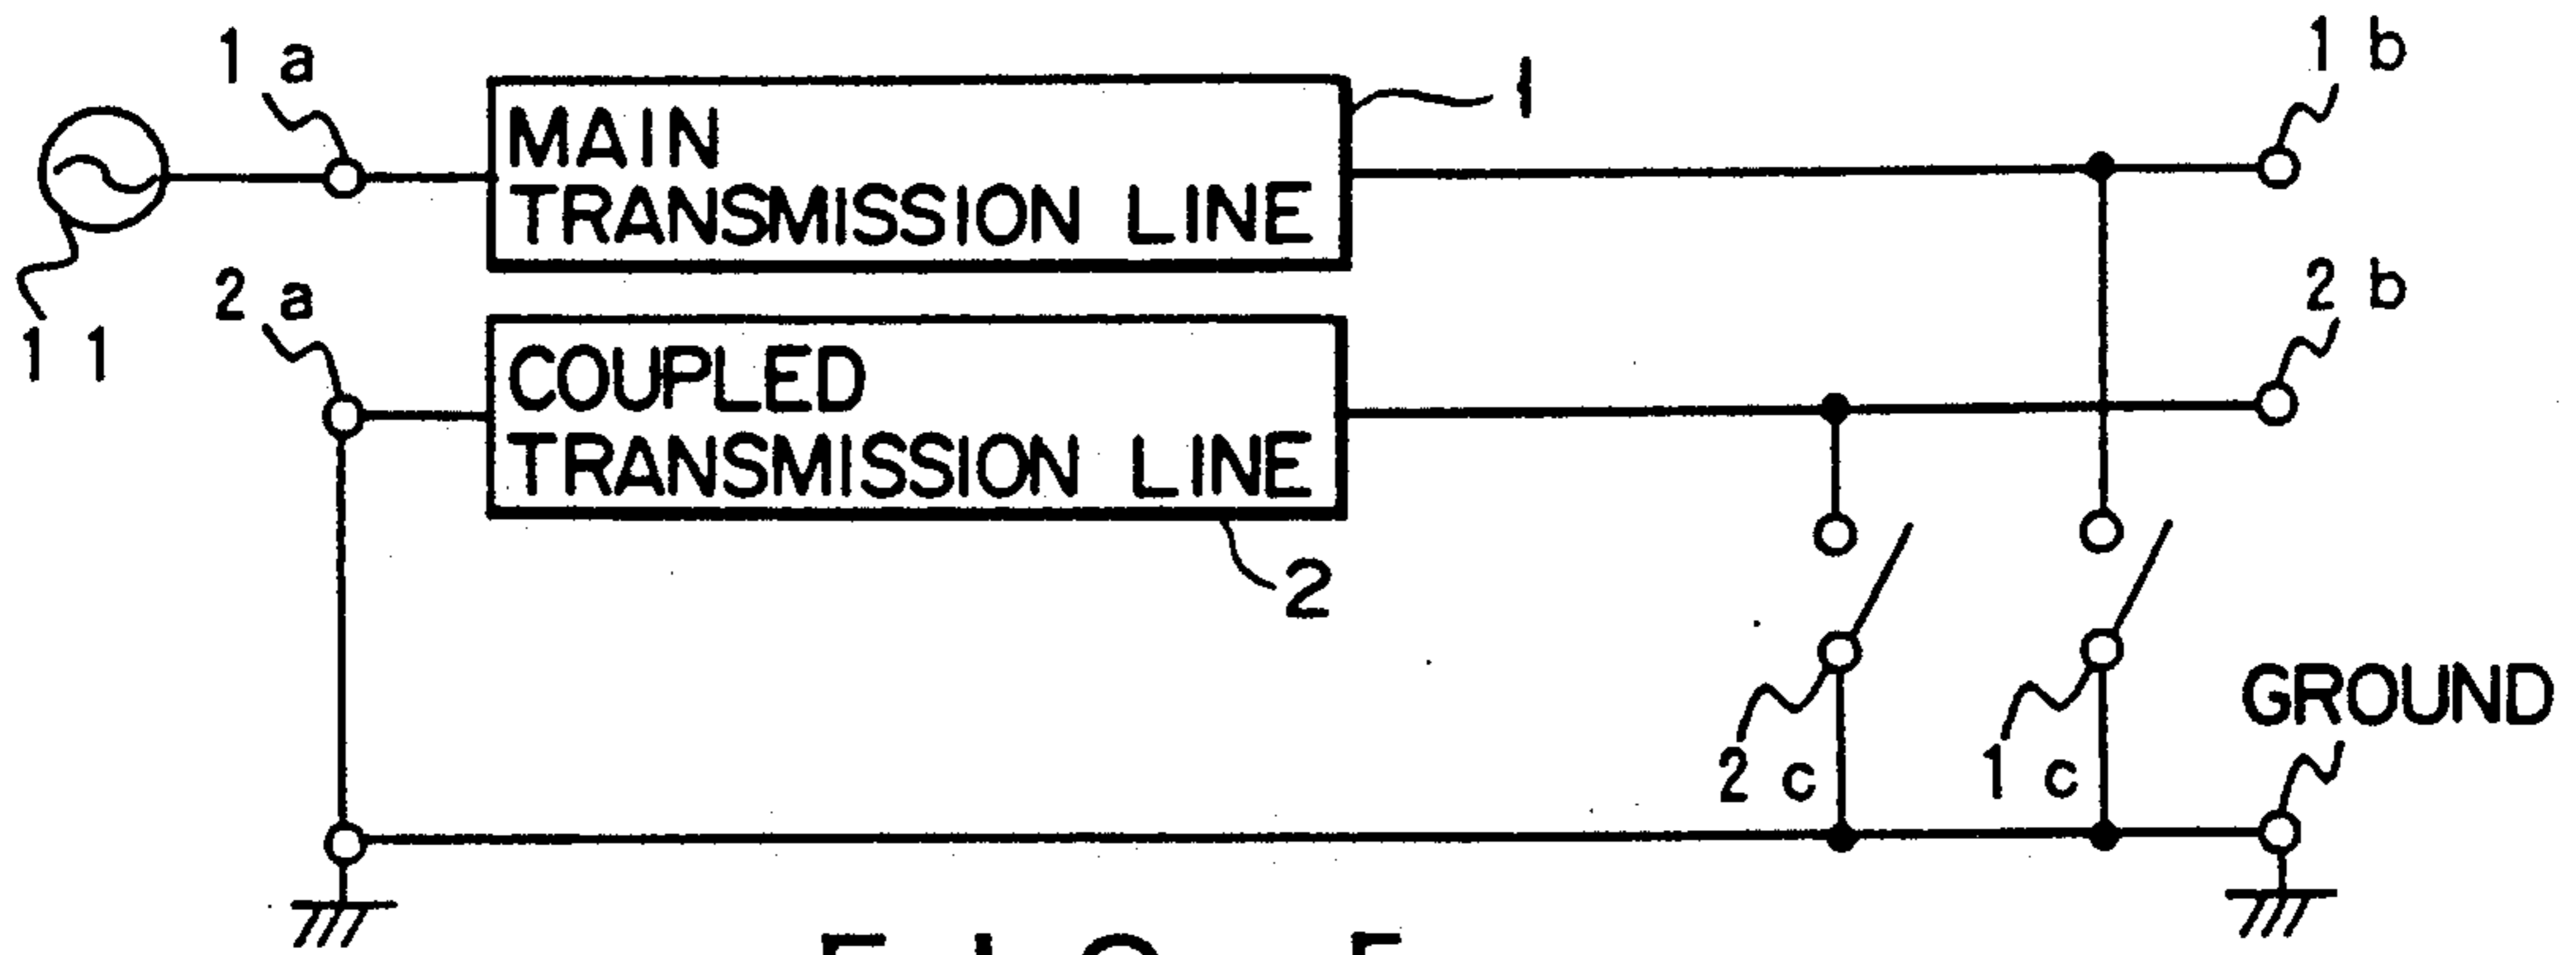 1 a
1
1 b
MAIN
TRANSMISSION LINE
1 1
2 a
2 b
COUPLED
TRANSMISSION LINE
2
2 c
1 c
GROUND